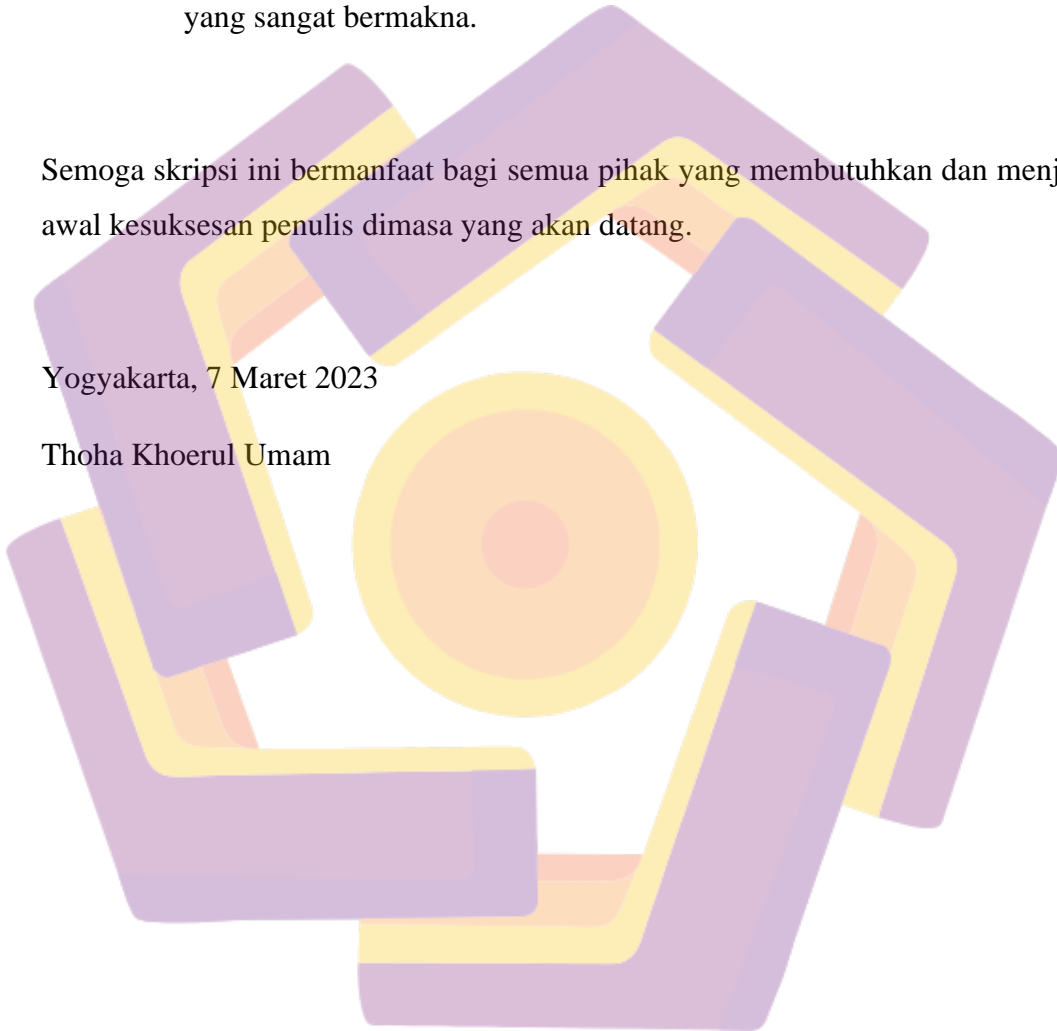 yang sangat bermakna.
Semoga skripsi ini bermanfaat bagi semua pihak yang membutuhkan dan menj
awal kesuksesan penulis dimasa yang akan datang.
Yogyakarta, 7 Maret 2023
Thoha Khoerul Umam